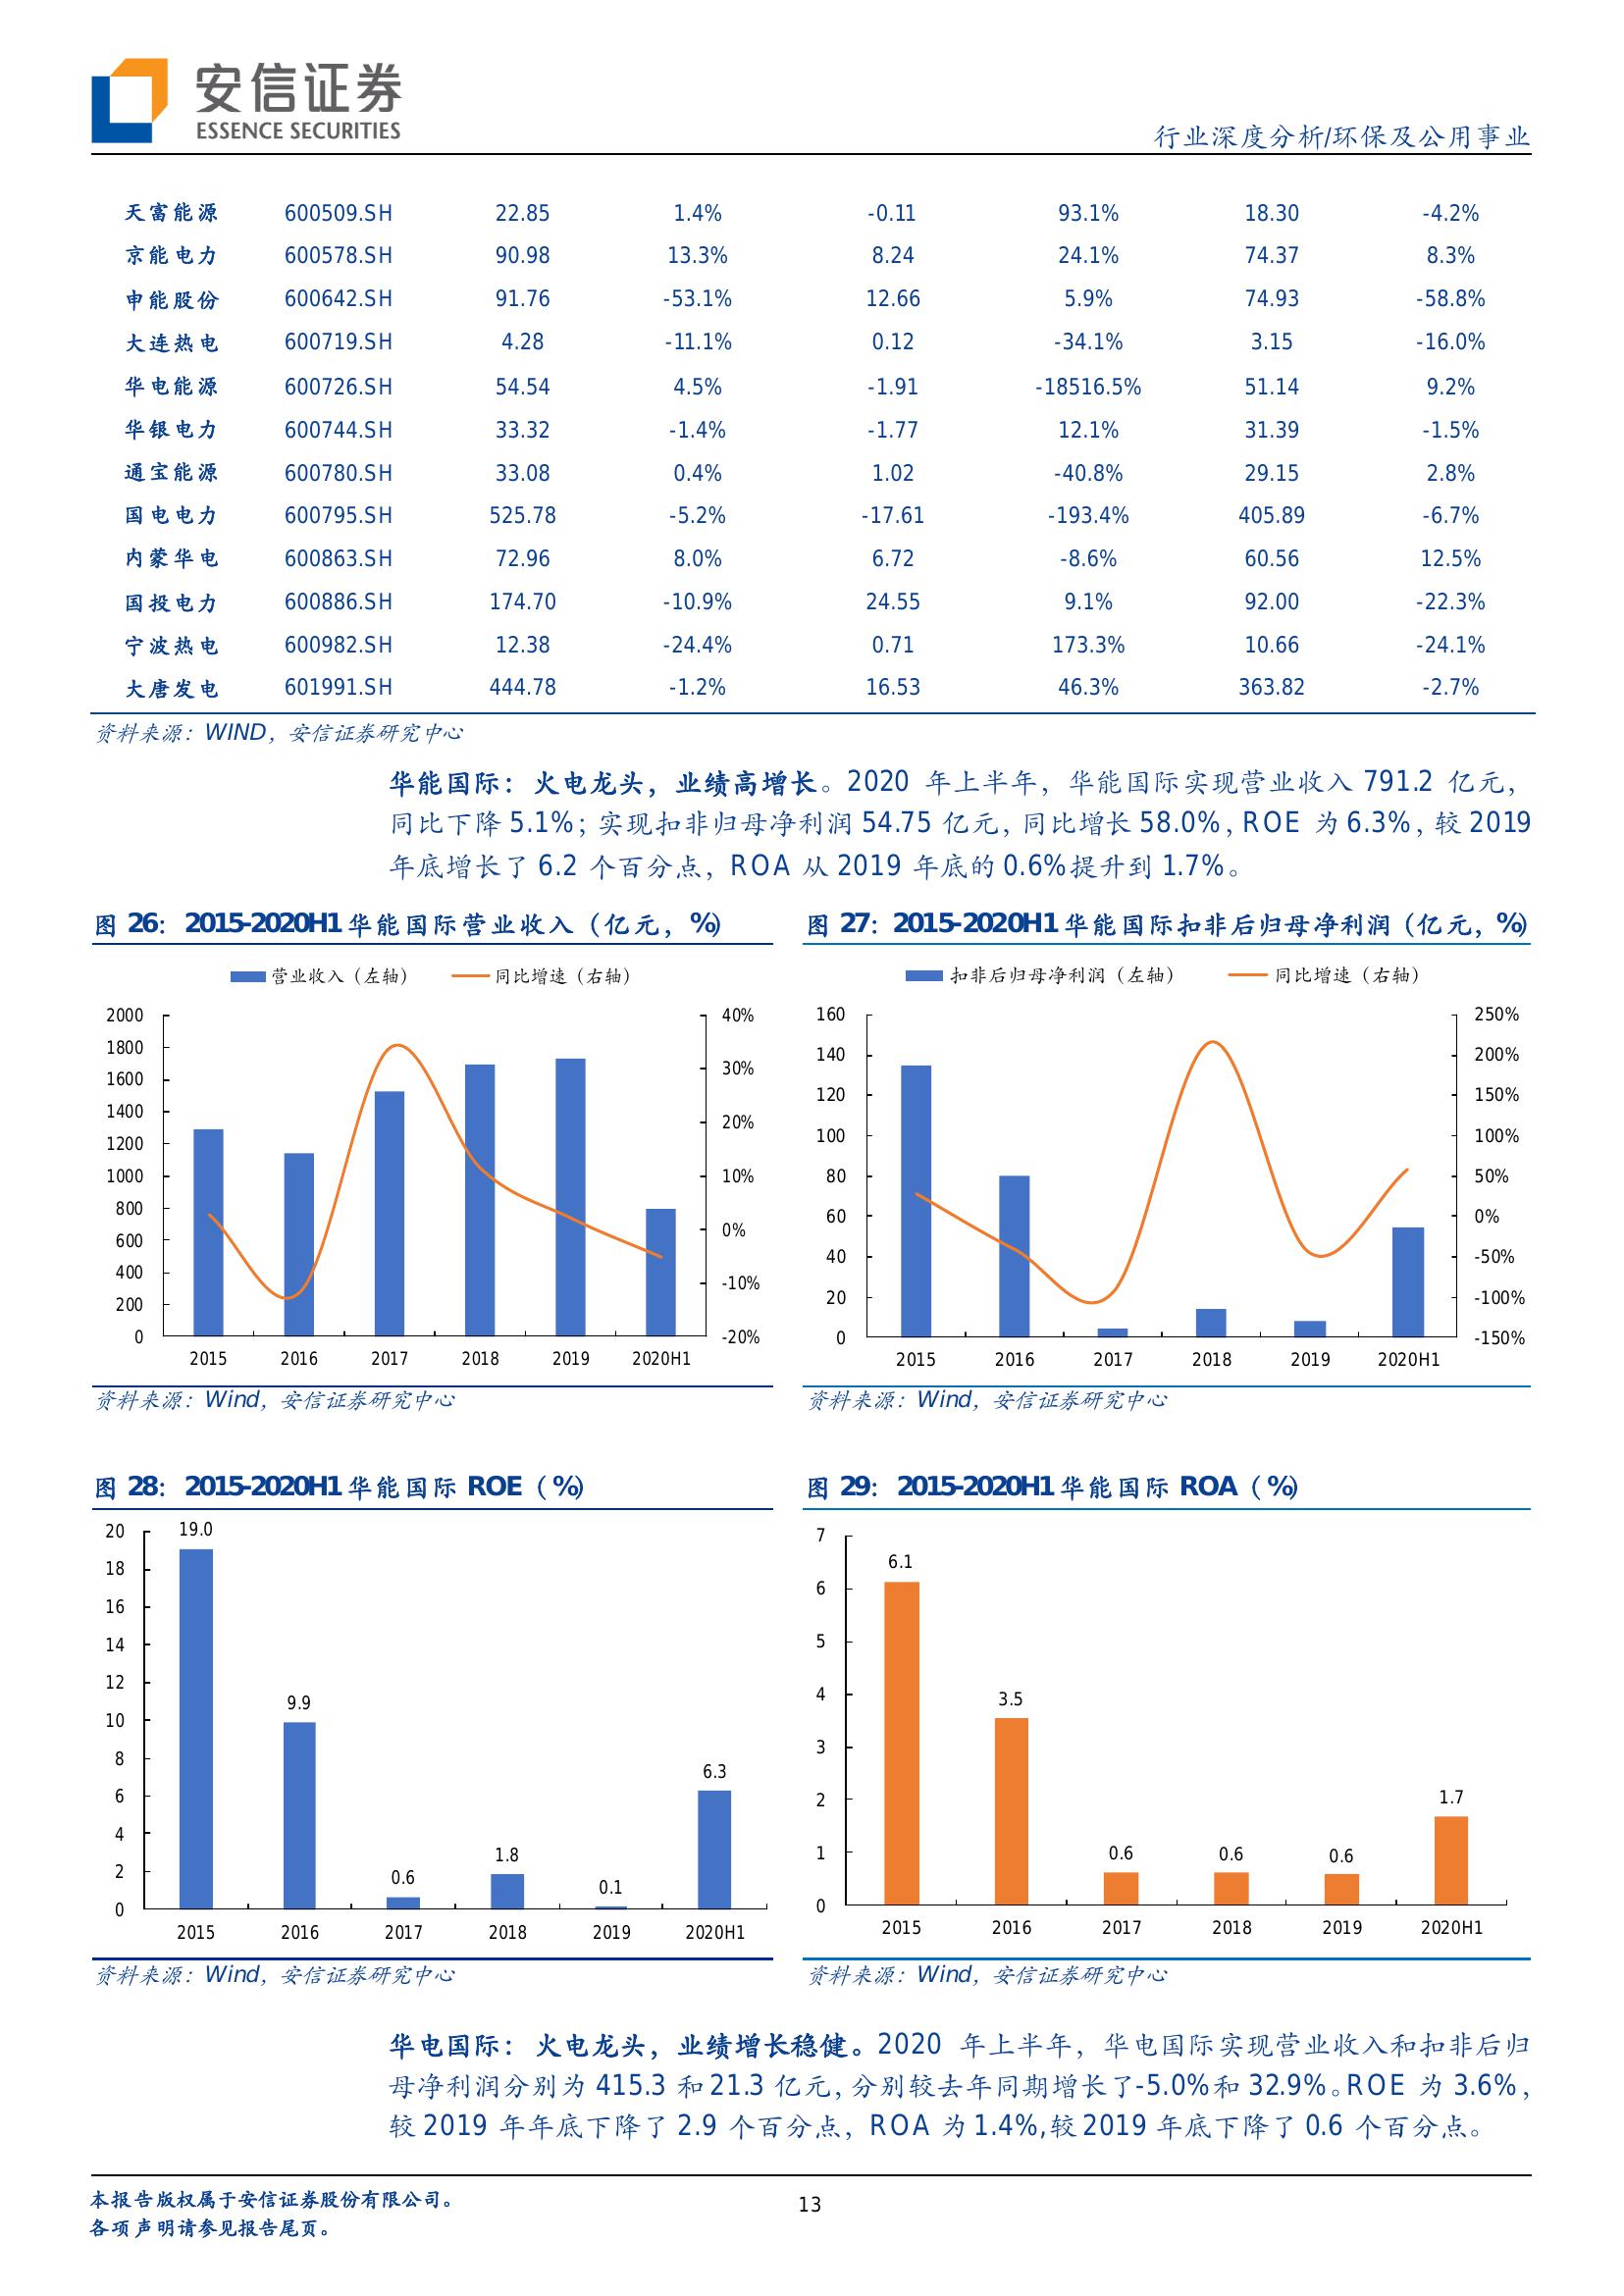 安信证券
ESSENCE SECURITIES
行业深度分析/环保及公用事业
天富能源 600509.SH 22.85 1.4% -0.11 93.1% 18.30 -4.2%
京能电力 600578.SH 90.98 13.3% 8.24 24.1% 74.37 8.3%
申能股份 600642.SH 91.76 -53.1% 12.66 5.9% 74.93 -58.8%
大连热电 600719.SH 4.28 -11.1% 0.12 -34.1% 3.15 -16.0%
华电能源 600726.SH 54.54 4.5% -1.91 -18516.5% 51.14 9.2%
华银电力 600744.SH 33.32 -1.4% -1.77 12.1% 31.39 -1.5%
通宝能源 600780.SH 33.08 0.4% 1.02 -40.8% 29.15 2.8%
国电电力 600795.SH 525.78 -5.2% -17.61 -193.4% 405.89 -6.7%
内蒙华电 600863.SH 72.96 8.0% 6.72 -8.6% 60.56 12.5%
国投电力 600886.SH 174.70 -10.9% 24.55 9.1% 92.00 -22.3%
宁波热电 600982.SH 12.38 -24.4% 0.71 173.3% 10.66 -24.1%
大唐发电 601991.SH 444.78 -1.2% 16.53 46.3% 363.82 -2.7%
资料来源：WIND，安信证券研究中心
华能国际：火电龙头，业绩高增长。2020 年上半年，华能国际实现营业收入 791.2 亿元，
同比下降 5.1%；实现扣非归母净利润 54.75 亿元，同比增长 58.0%，ROE 为 6.3%，较 2019
年底增长了 6.2 个百分点，ROA 从 2019 年底的 0.6%提升到 1.7%。
图 26：2015-2020H1 华能国际营业收入（亿元，%）
营业收入（左轴） 同比增速（右轴）
2000 40%
1800
1600 30%
1400
1200 20%
1000 10%
800
600 0%
400
200 -10%
0 -20%
2015 2016 2017 2018 2019 2020H1
资料来源：Wind，安信证券研究中心
图 27：2015-2020H1 华能国际扣非后归母净利润（亿元，%）
扣非后归母净利润（左轴） 同比增速（右轴）
160 250%
140 200%
120 150%
100 100%
80 50%
60 0%
40 -50%
20 -100%
0 -150%
2015 2016 2017 2018 2019 2020H1
资料来源：Wind，安信证券研究中心
图 28：2015-2020H1 华能国际 ROE（%）
20 19.0
18
16
14
12
10 9.9
8
6 6.3
4
2 0.6 1.8
0 0.1
2015 2016 2017 2018 2019 2020H1
资料来源：Wind，安信证券研究中心
图 29：2015-2020H1 华能国际 ROA（%）
7
6 6.1
5
4 3.5
3
2 1.7
1 0.6 0.6 0.6
0
2015 2016 2017 2018 2019 2020H1
资料来源：Wind，安信证券研究中心
华电国际：火电龙头，业绩增长稳健。2020 年上半年，华电国际实现营业收入和扣非后归
母净利润分别为 415.3 和 21.3 亿元，分别较去年同期增长了-5.0%和 32.9%。ROE 为 3.6%，
较 2019 年年底下降了 2.9 个百分点，ROA 为 1.4%,较 2019 年底下降了 0.6 个百分点。
本报告版权属于安信证券股份有限公司。
各项声明请参见报告尾页。
13